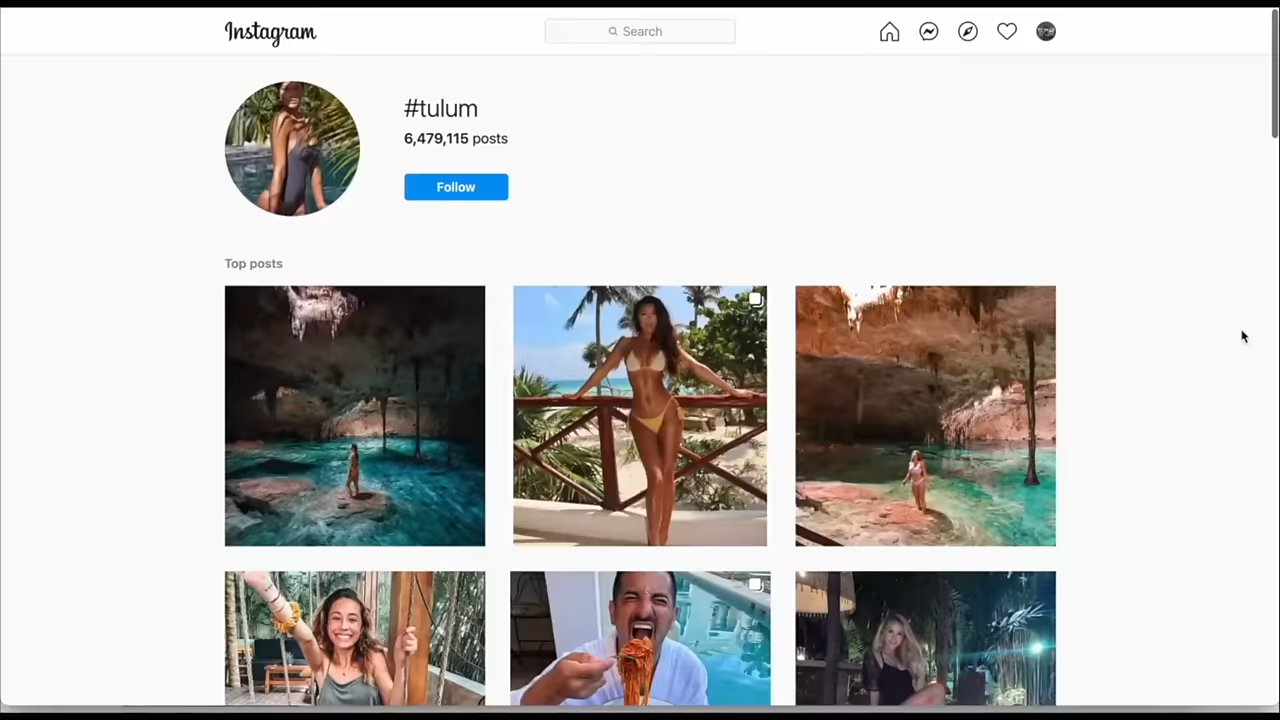 Instagram
Search
#tulum
6,479,115 posts
Follow
Top posts